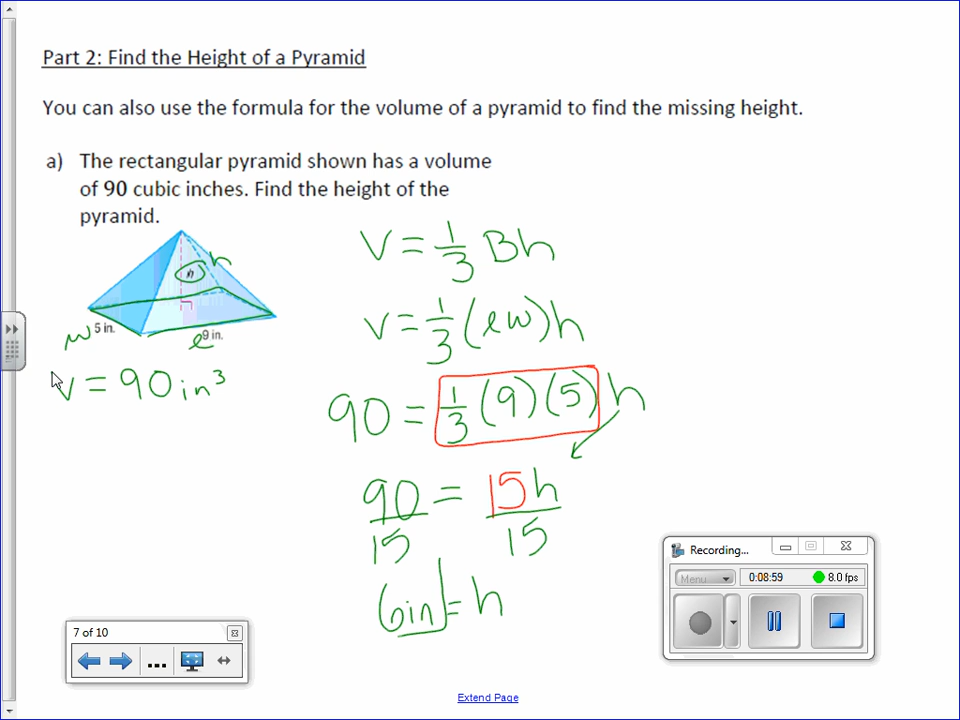 Part 2: Find the Height of a Pyramid
You can also use the formula for the volume of a pyramid to find the missing height.
a) The rectangular pyramid shown has a volume
of 90 cubic inches. Find the height of the
pyramid.
h h
w 5 in.
l 9 in.
V = 90 in³
V = 1/3 Bh
V = 1/3 (lw)h
90 = 1/3 (9)(5) h
90 = 15h
15 15
6in = h
Recording...
Menu 0:08:59 8.0 fps
7 of 10
...
Extend Page